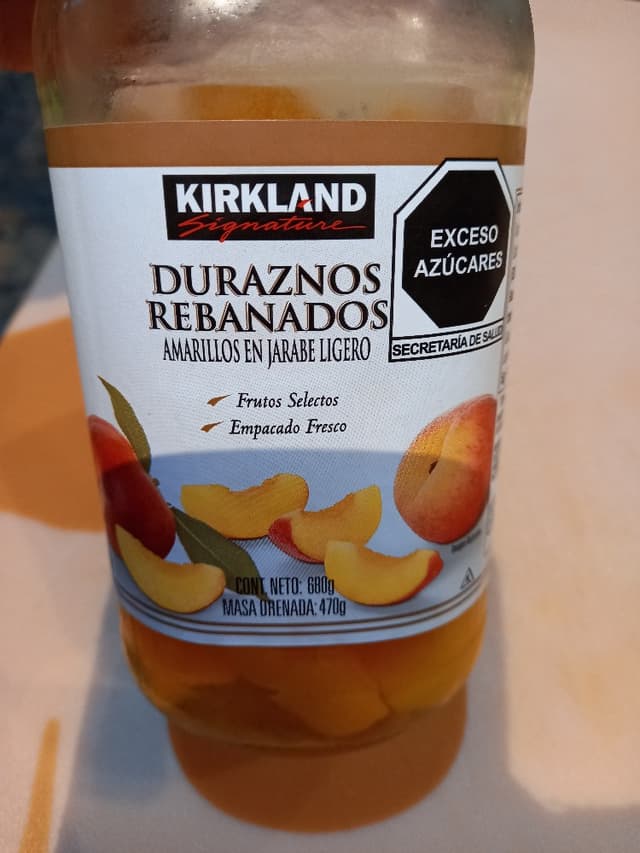 KIRKLAND
Signature
EXCESO
AZÚCARES
SECRETARÍA DE SALUD
DURAZNOS
REBANADOS
AMARILLOS EN JARABE LIGERO
Frutos Selectos
Empacado Fresco
CONT. NETO: 680g
MASA DRENADA: 470g